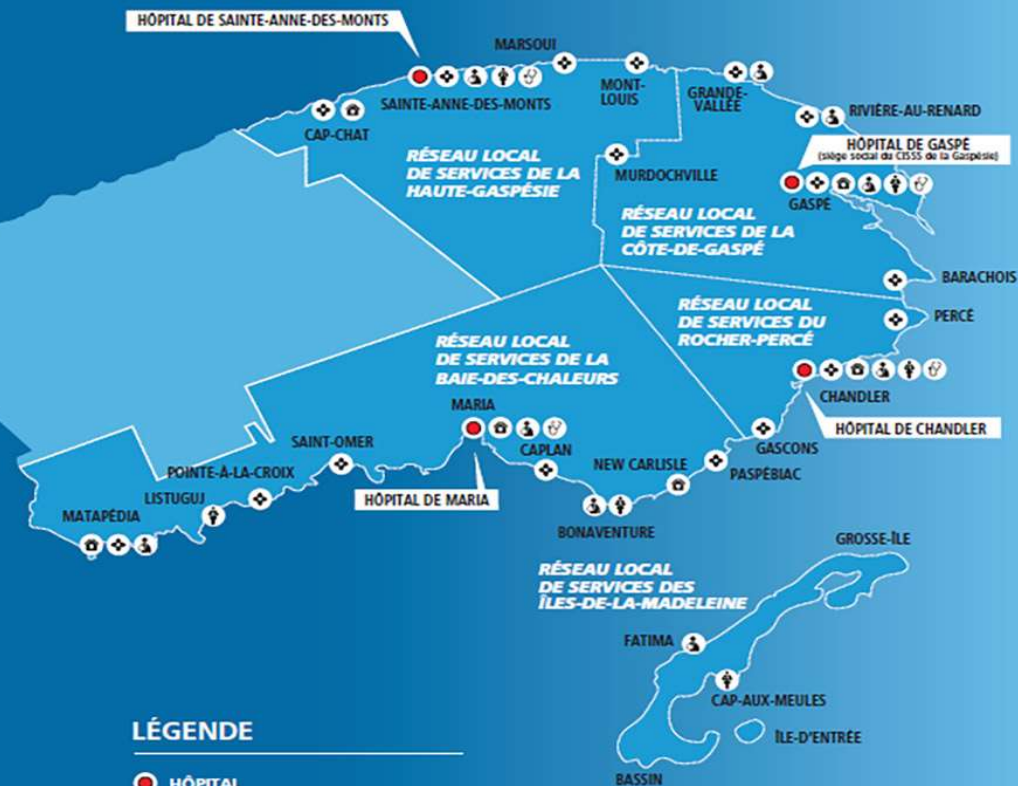 HÔPITAL DE SAINTE-ANNE-DES-MONTS
MARSOUI
MONT-
LOUIS
GRANDE-
VALLÉE
SAINTE-ANNE-DES-MONTS
RIVIÈRE-AU-RENARD
CAP-CHAT
HÔPITAL DE GASPÉ
(siège social du CISSS de la Gaspésie)
RÉSEAU LOCAL
DE SERVICES DE LA
HAUTE-GASPÉSIE
MURDOCHVILLE
GASPÉ
RÉSEAU LOCAL
DE SERVICES DE LA
CÔTE-DE-GASPÉ
BARACHOIS
RÉSEAU LOCAL
DE SERVICES DU
ROCHER-PERCÉ
PERCÉ
RÉSEAU LOCAL
DE SERVICES DE LA
BAIE-DES-CHALEURS
CHANDLER
MARIA
HÔPITAL DE CHANDLER
SAINT-OMER
CAPLAN
GASCONS
NEW CARLISLE
PASPÉBIAC
POINTE-À-LA-CROIX
LISTUGUJ
HÔPITAL DE MARIA
MATAPÉDIA
BONAVENTURE
GROSSE-ÎLE
RÉSEAU LOCAL
DE SERVICES DES
ÎLES-DE-LA-MADELEINE
FATIMA
CAP-AUX-MEULES
LÉGENDE
ÎLE-D'ENTRÉE
BASSIN
HÔPITAL